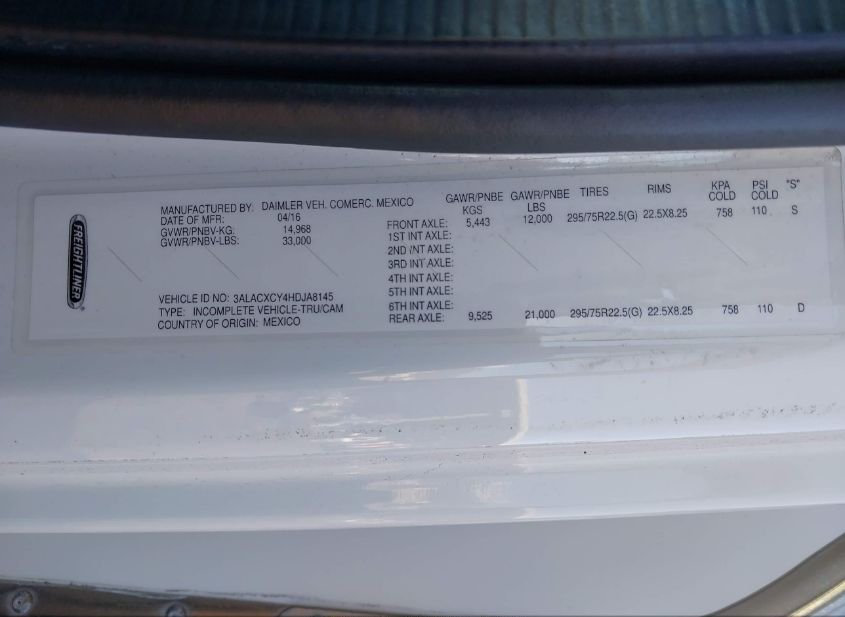 FREIGHTLINER ®
MANUFACTURED BY: DAIMLER VEH. COMERC. MEXICO
DATE OF MFR: 04/16
GVWR/PNBV-KG: 14,968
GVWR/PNBV-LBS: 33,000
VEHICLE ID NO: 3ALACXCY4HDJA8145
TYPE: INCOMPLETE VEHICLE-TRU/CAM
COUNTRY OF ORIGIN: MEXICO
GAWR/PNBE GAWR/PNBE TIRES RIMS KPA PSI "S"
KGS LBS COLD COLD
FRONT AXLE: 5,443 12,000 295/75R22.5(G) 22.5X8.25 758 110 S
1ST INT AXLE:
2ND INT AXLE:
3RD INT AXLE:
4TH INT AXLE:
5TH INT AXLE:
6TH INT AXLE:
REAR AXLE: 9,525 21,000 295/75R22.5(G) 22.5X8.25 758 110 D